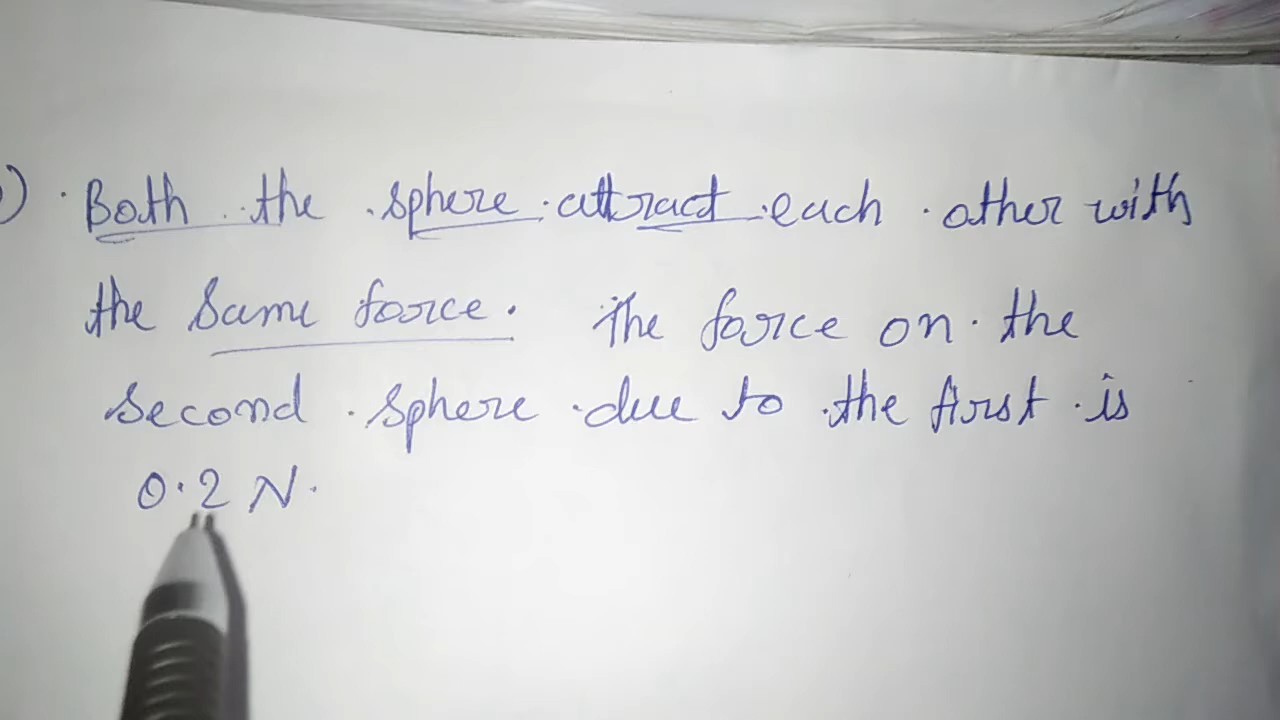 ) Both the sphere attract each other with
the same force. The force on the
second sphere due to the first is
0.2 N.